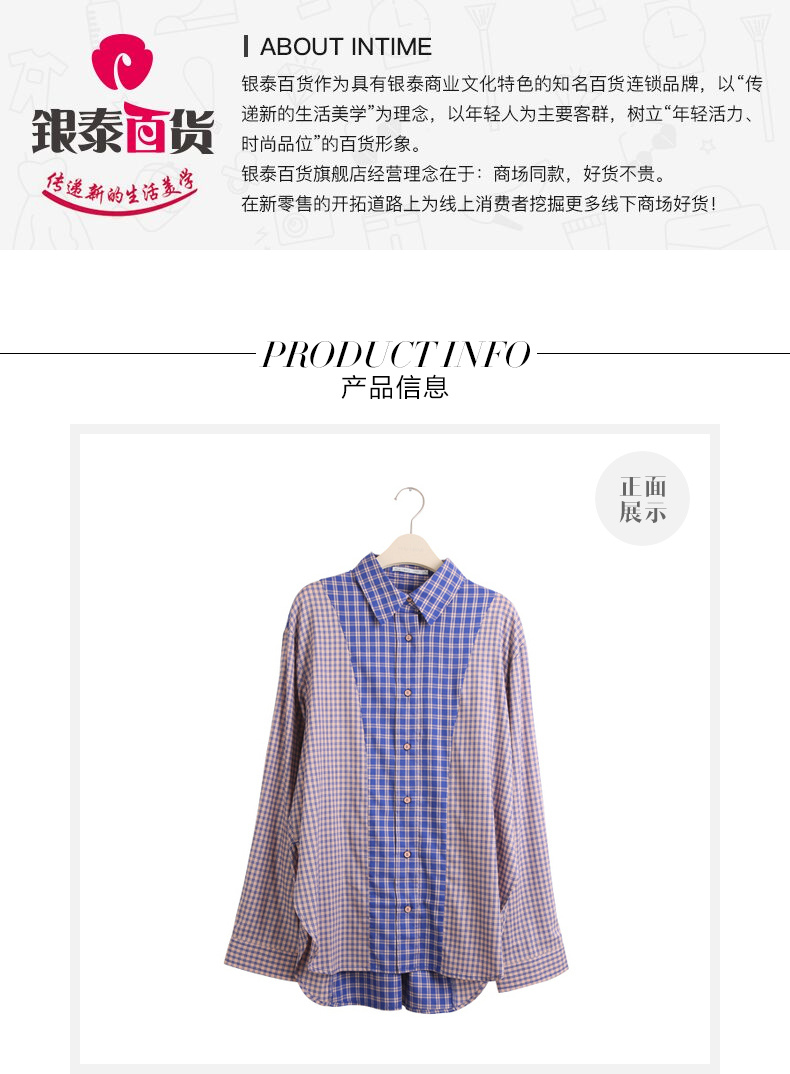 银泰百货
传递新的生活美学
ABOUT INTIME
银泰百货作为具有银泰商业文化特色的知名百货连锁品牌，以“传
递新的生活美学”为理念，以年轻人为主要客群，树立“年轻活力、
时尚品位”的百货形象。
银泰百货旗舰店经营理念在于：商场同款，好货不贵。
在新零售的开拓道路上为线上消费者挖掘更多线下商场好货！
PRODUCT INFO
产品信息
正面
展示